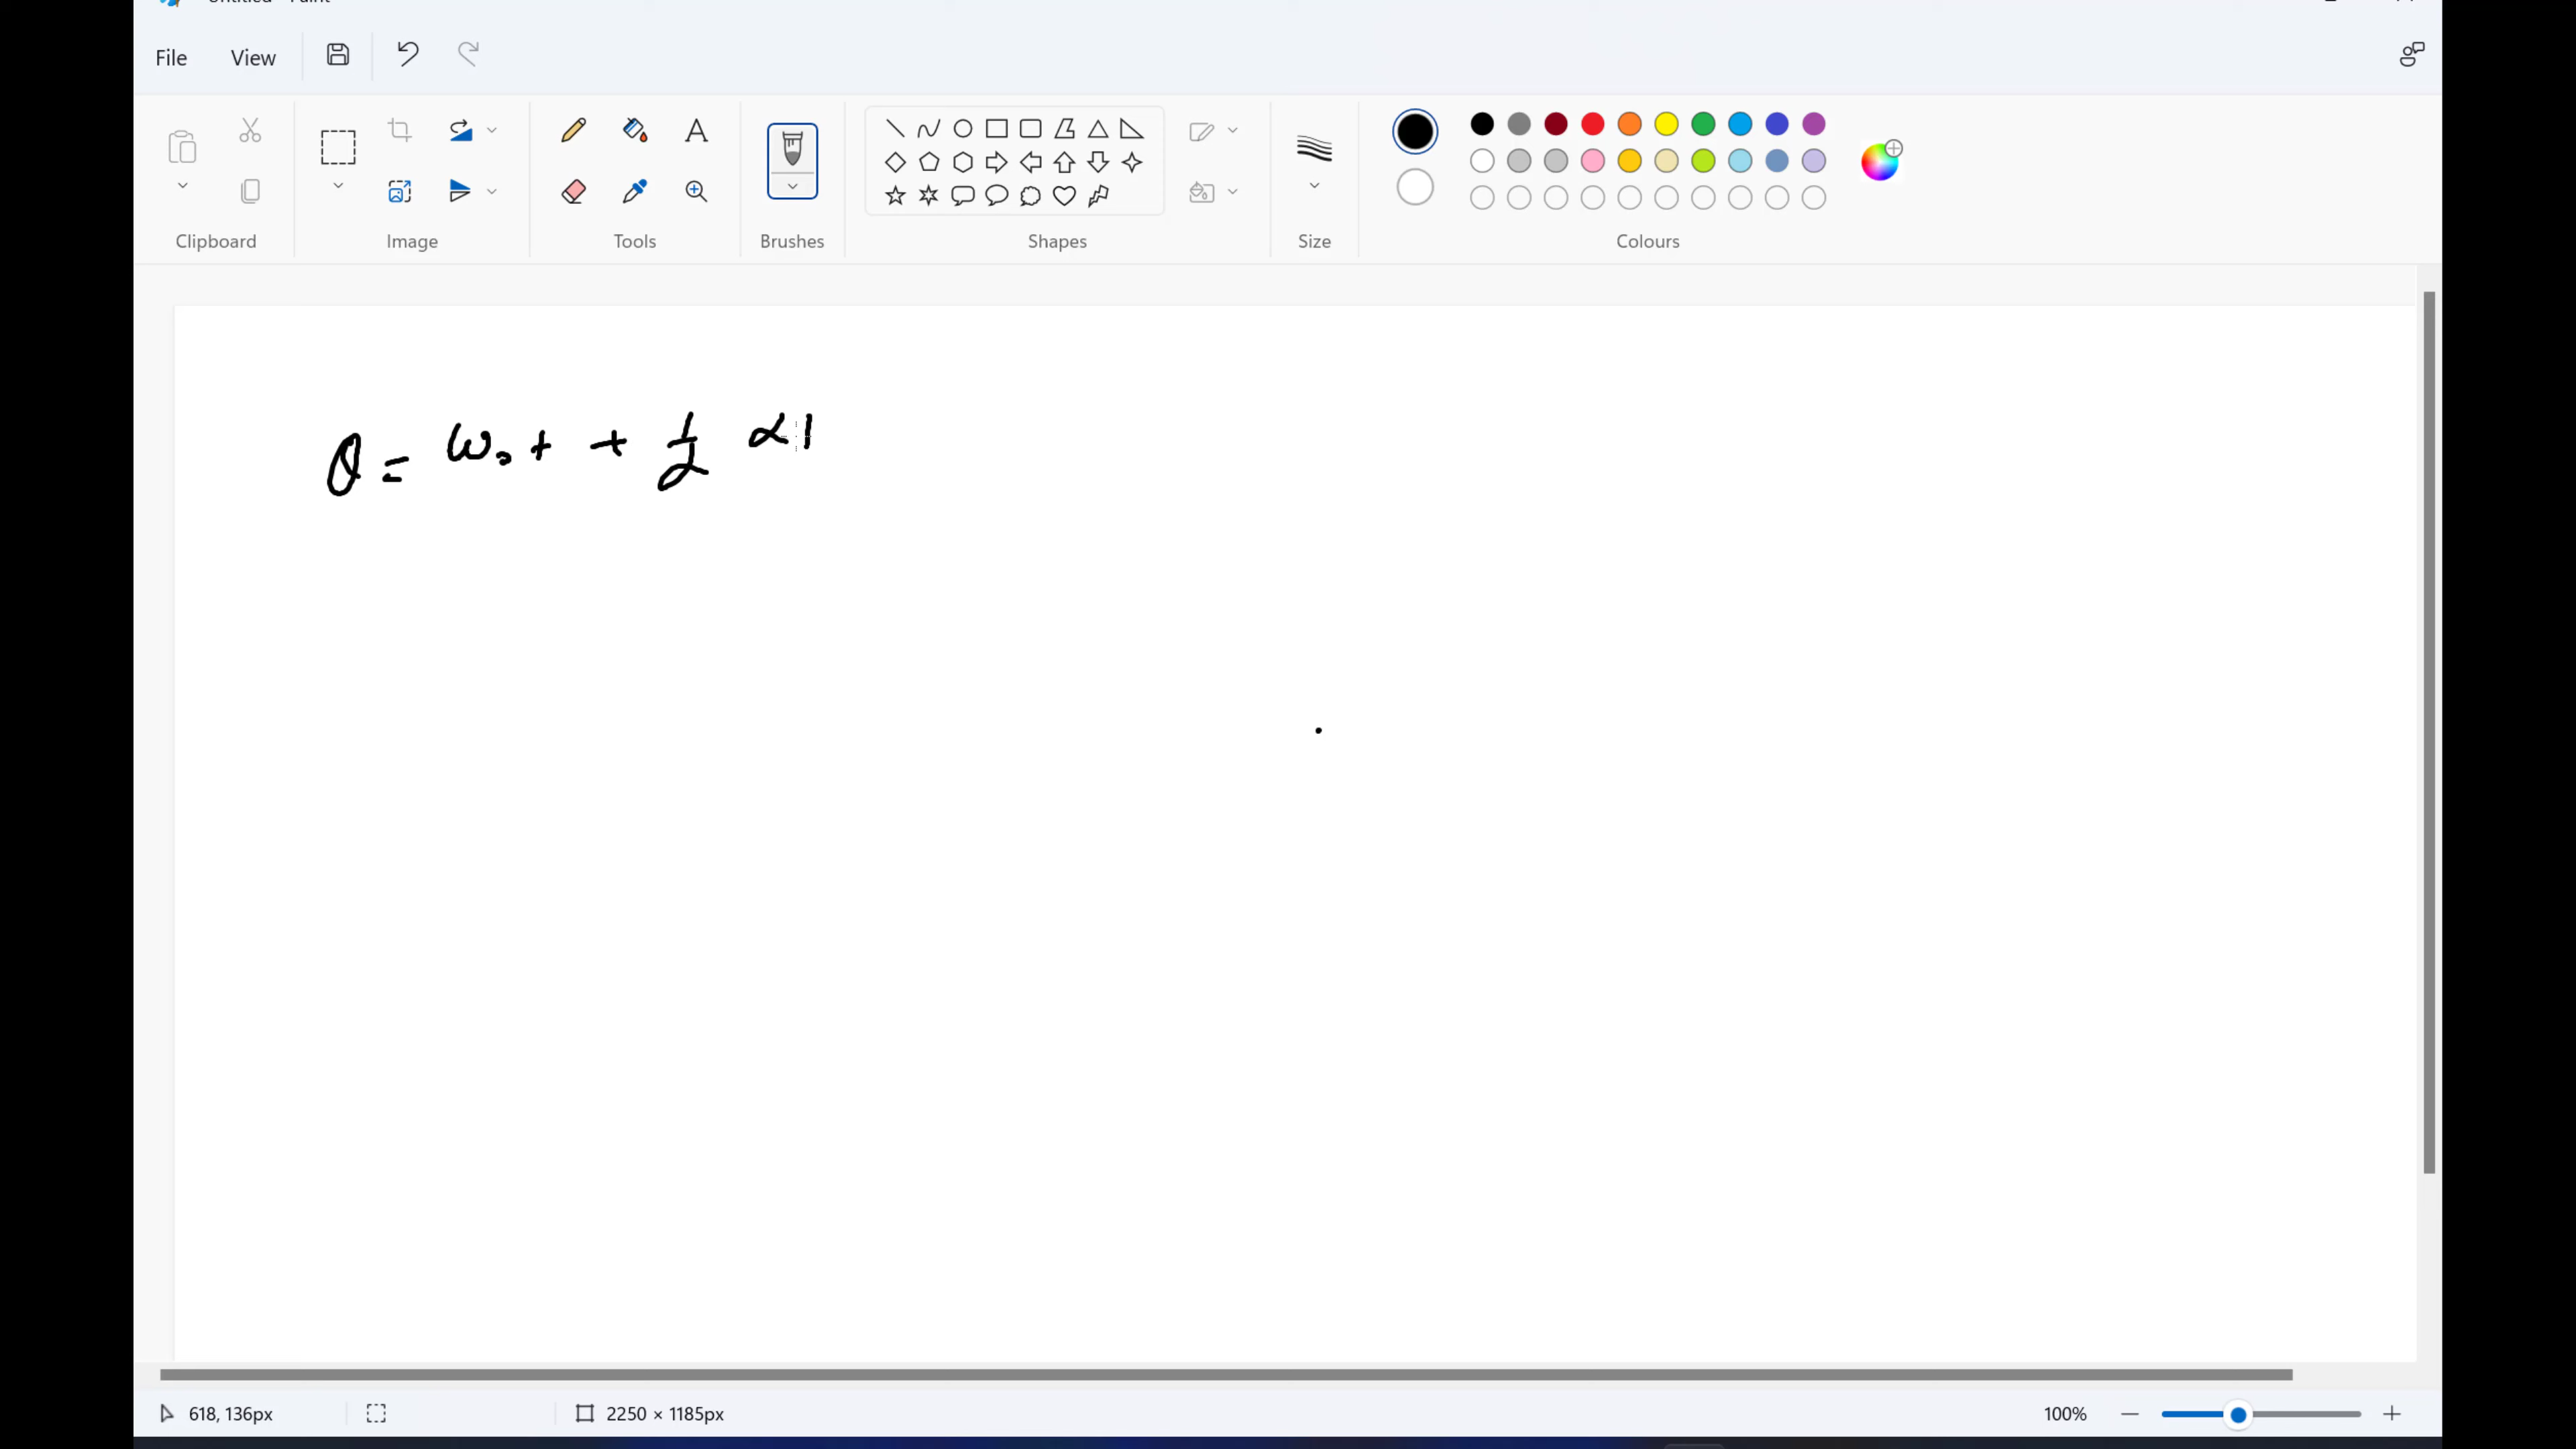 File View
Clipboard Image Tools Brushes Shapes Size Colours
θ = ω₀t + 1/2 α
618, 136px 2250 × 1185px 100%